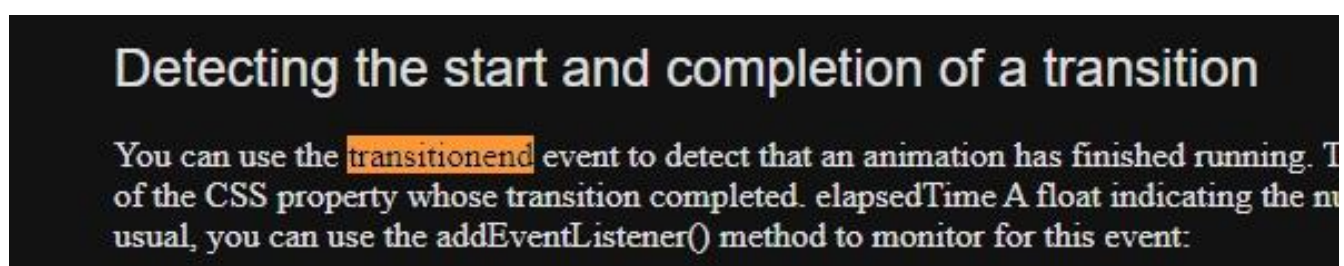 Detecting the start and completion of a transition
You can use the transitionend event to detect that an animation has finished running.
of the CSS property whose transition completed. elapsedTime A float indicating the
usual, you can use the addEventListener() method to monitor for this event: